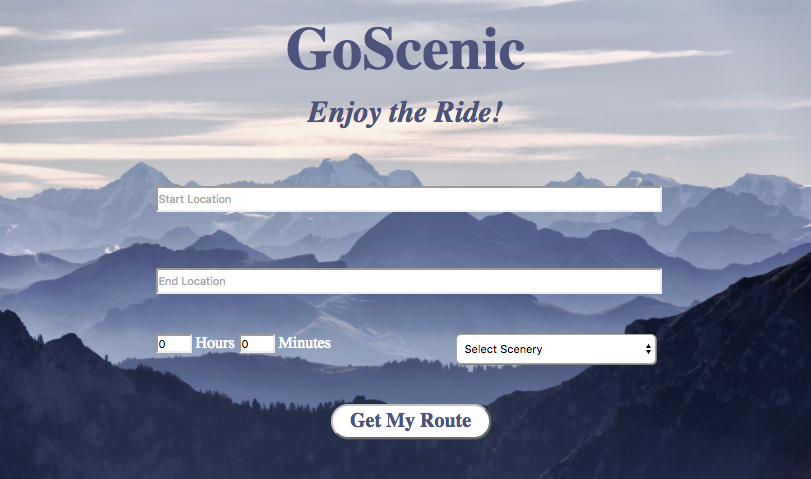 GoScenic
Enjoy the Ride!
Start Location
End Location
0 Hours 0 Minutes Select Scenery
Get My Route